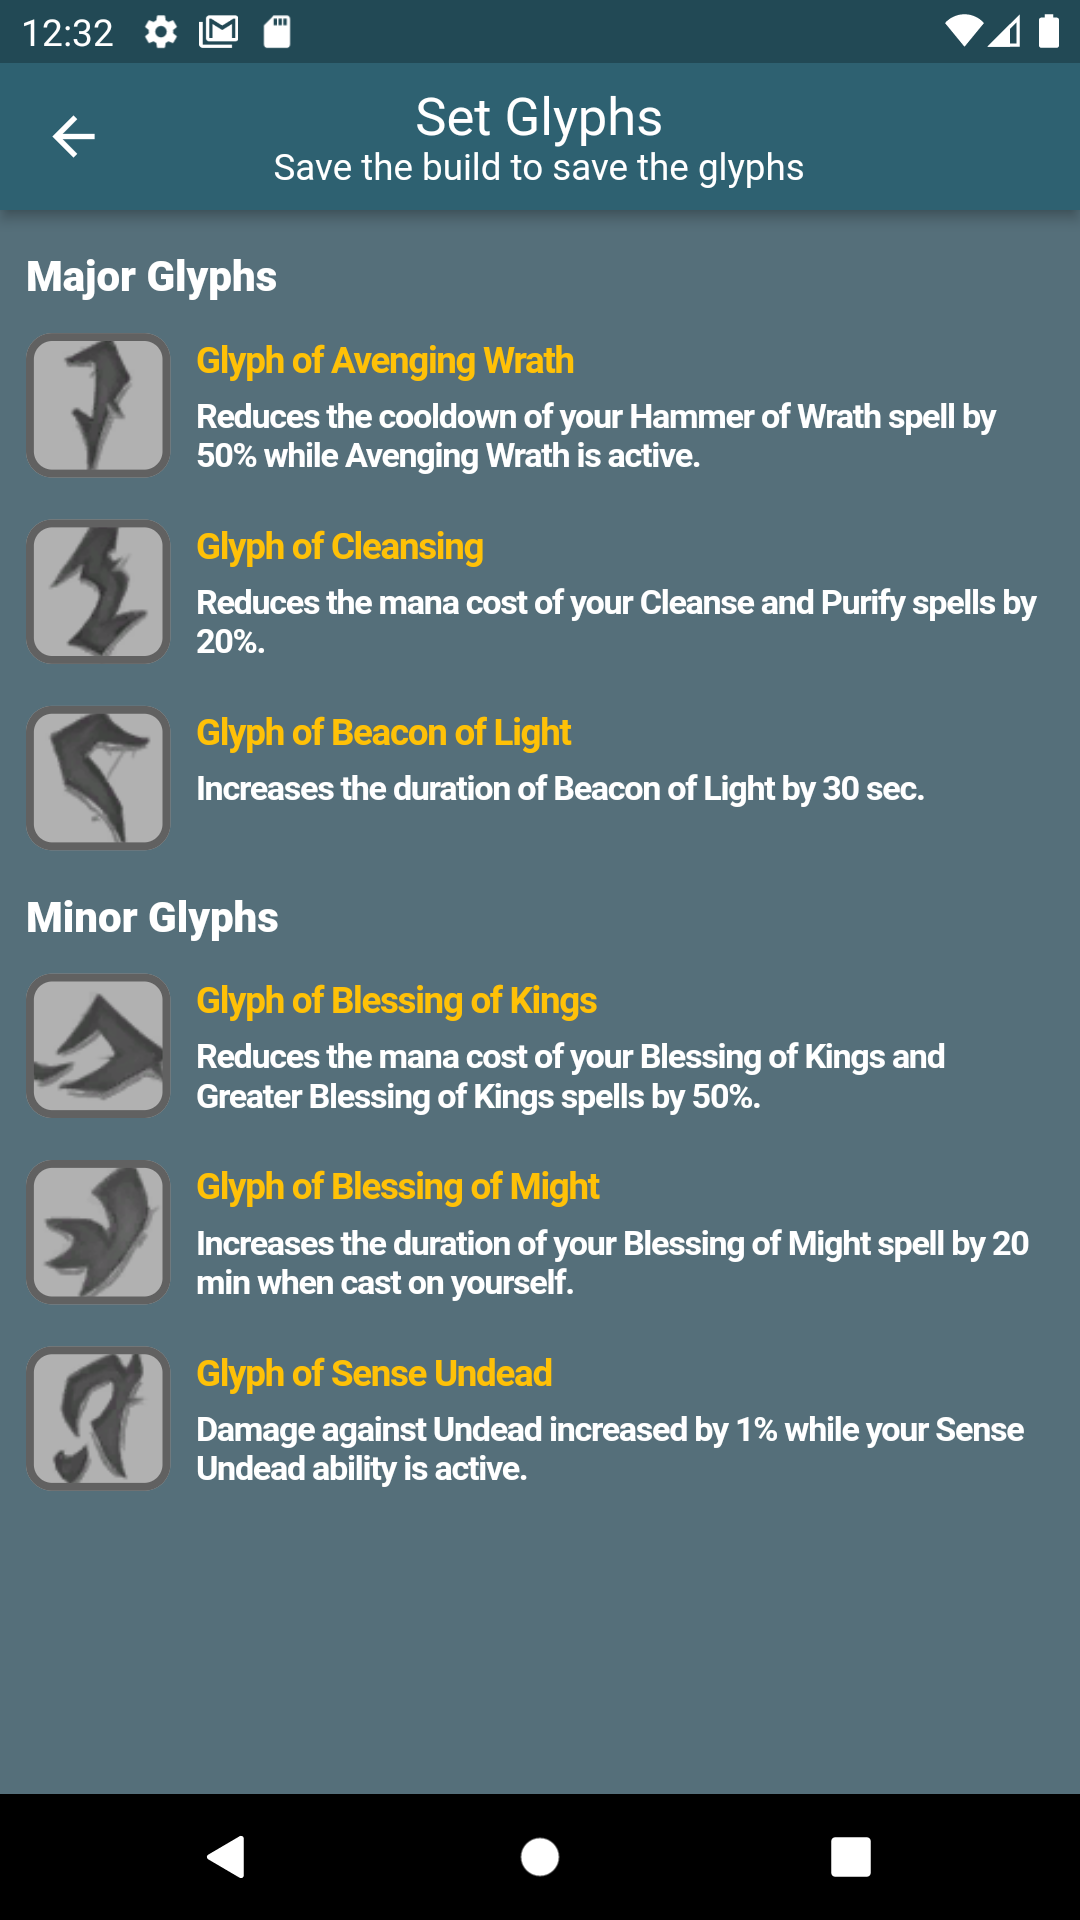 12:32
Set Glyphs
Save the build to save the glyphs
Major Glyphs
Glyph of Avenging Wrath
Reduces the cooldown of your Hammer of Wrath spell by
50% while Avenging Wrath is active.
Glyph of Cleansing
Reduces the mana cost of your Cleanse and Purify spells by
20%.
Glyph of Beacon of Light
Increases the duration of Beacon of Light by 30 sec.
Minor Glyphs
Glyph of Blessing of Kings
Reduces the mana cost of your Blessing of Kings and
Greater Blessing of Kings spells by 50%.
Glyph of Blessing of Might
Increases the duration of your Blessing of Might spell by 20
min when cast on yourself.
Glyph of Sense Undead
Damage against Undead increased by 1% while your Sense
Undead ability is active.